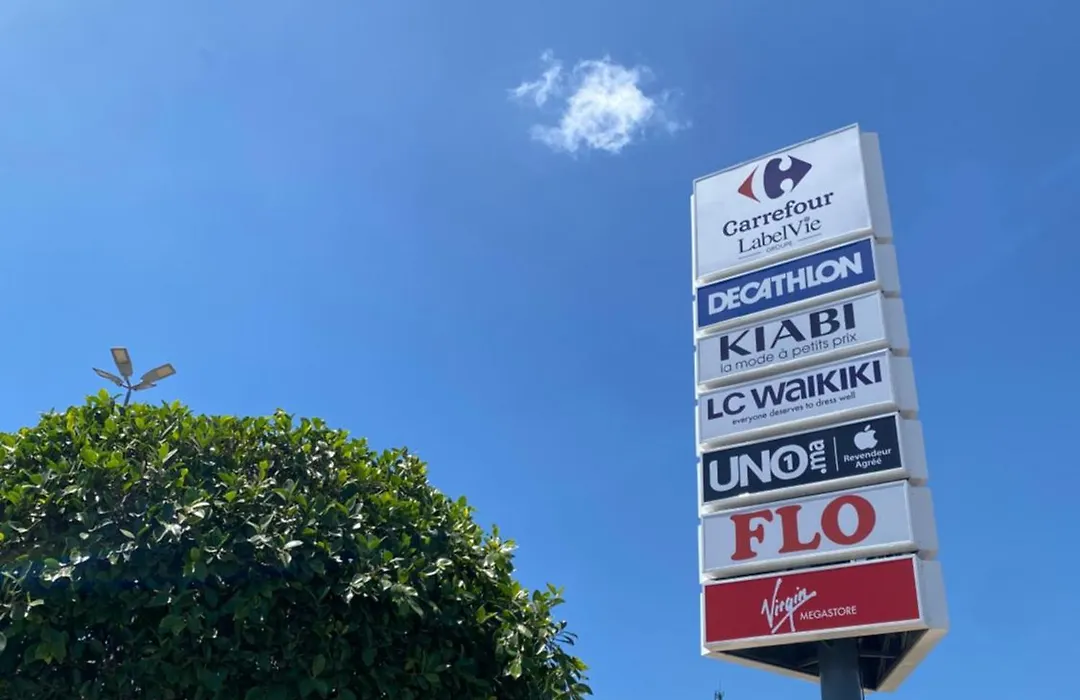 Carrefour
LabelVie
GROUPE
DECATHLON
KIABI
la mode à petits prix
LC WAIKIKI
everyone deserves to dress well
UNO1.ma
Revendeur
Agréé
FLO
Virgin
MEGASTORE